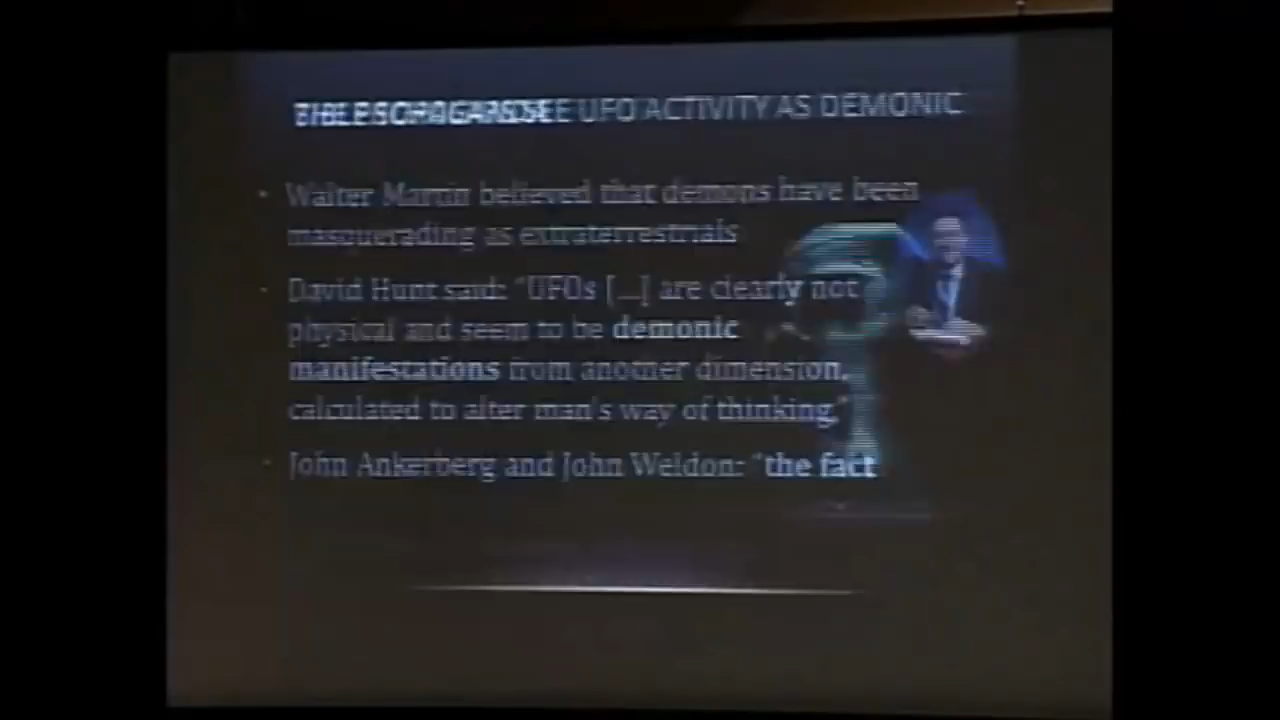 SEE UFO ACTIVITY AS DEMONIC
• Walter Martin believed that demons have been
masquerading as extraterrestrials
• David Hunt said: "UFOs [...] are clearly not
physical and seem to be demonic
manifestations from another dimension,
calculated to alter man's way of thinking."
• John Ankerberg and John Weldon: "the fact